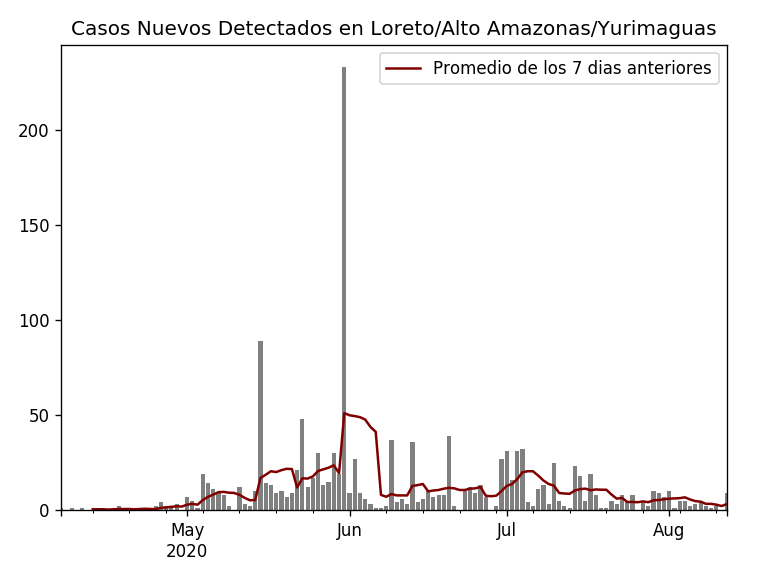 Casos Nuevos Detectados en Loreto/Alto Amazonas/Yurimaguas
Promedio de los 7 dias anteriores
200
150
100
50
0
May
2020
Jun
Jul
Aug